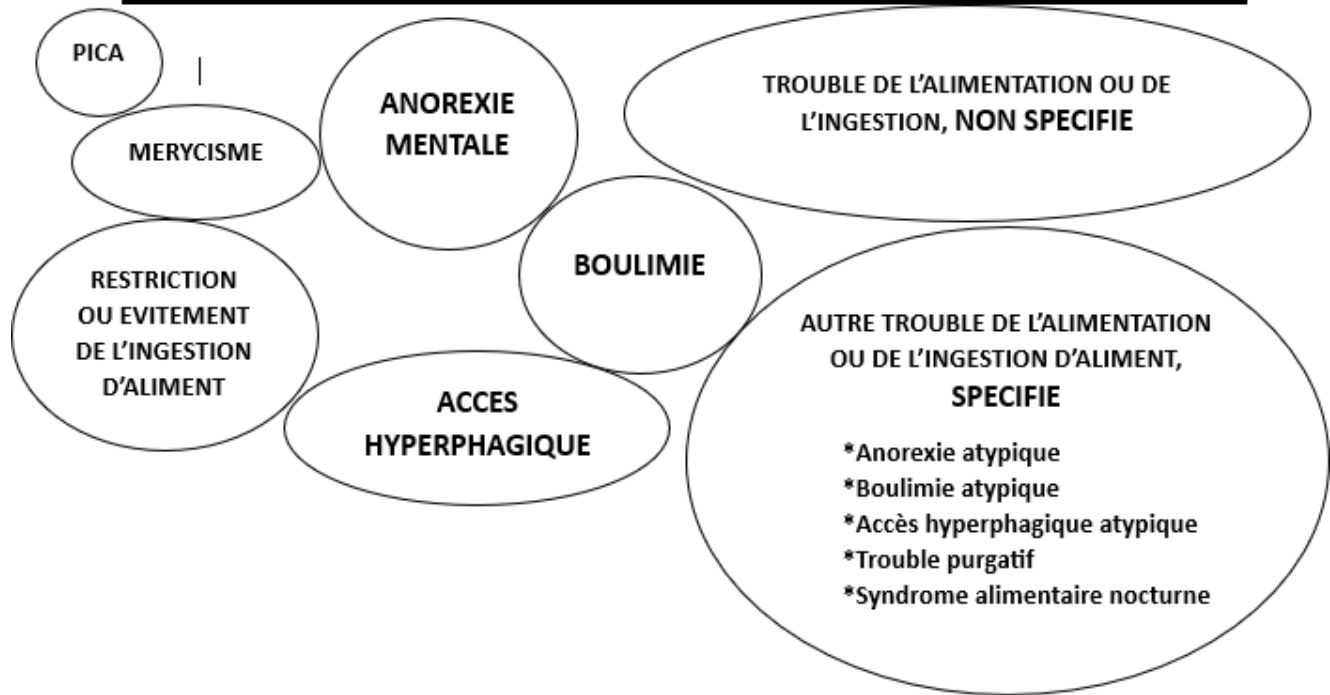 PICA
MERYCISME
RESTRICTION
OU EVITEMENT
DE L’INGESTION
D’ALIMENT
ANOREXIE
MENTALE
BOULIMIE
ACCES
HYPERPHAGIQUE
TROUBLE DE L’ALIMENTATION OU DE
L’INGESTION, NON SPECIFIE
AUTRE TROUBLE DE L’ALIMENTATION
OU DE L’INGESTION D’ALIMENT,
SPECIFIE
*Anorexie atypique
*Boulimie atypique
*Accès hyperphagique atypique
*Trouble purgatif
*Syndrome alimentaire nocturne